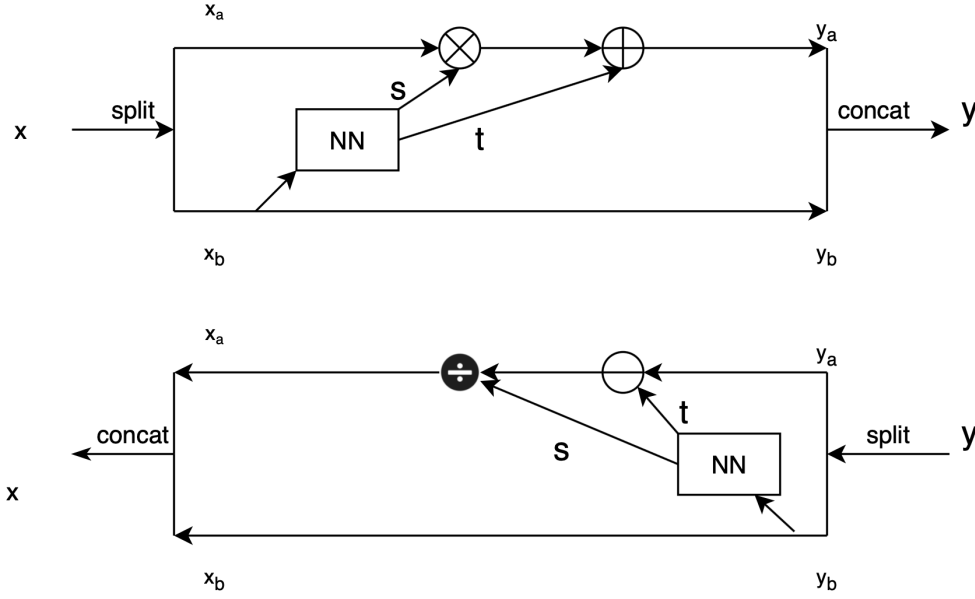 xa
ya
s
split
concat
x
NN
t
y
xb
yb
xa
ya
t
concat
s
split
y
NN
x
xb
yb